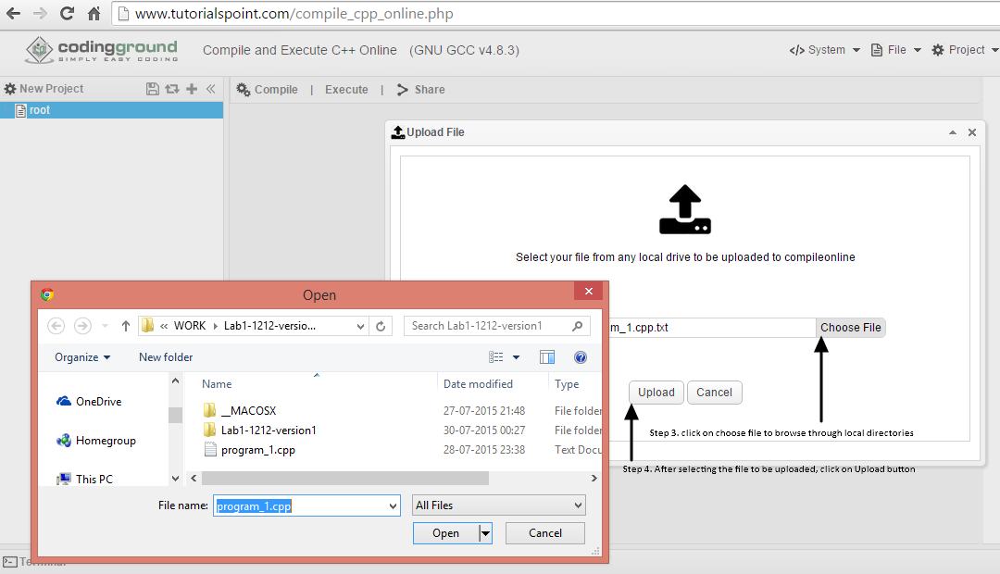 www.tutorialspoint.com/compile_cpp_online.php
codingground
SIMPLY EASY CODING
Compile and Execute C++ Online (GNU GCC v4.8.3)
</> System File Project
New Project
Compile | Execute | Share
root
Upload File
Select your file from any local drive to be uploaded to compileonline
m_1.cpp.txt
Choose File
Upload
Cancel
Step 3. click on choose file to browse through local directories
Step 4. After selecting the file to be uploaded, click on Upload button
Open
« WORK Lab1-1212-versio...
Search Lab1-1212-version1
Organize
New folder
OneDrive
Homegroup
This PC
Name Date modified Type
__MACOSX 27-07-2015 21:48 File folder
Lab1-1212-version1 30-07-2015 00:27 File folder
program_1.cpp 28-07-2015 23:38 Text Docu
File name: program_1.cpp
All Files
Open
Cancel
Terminal